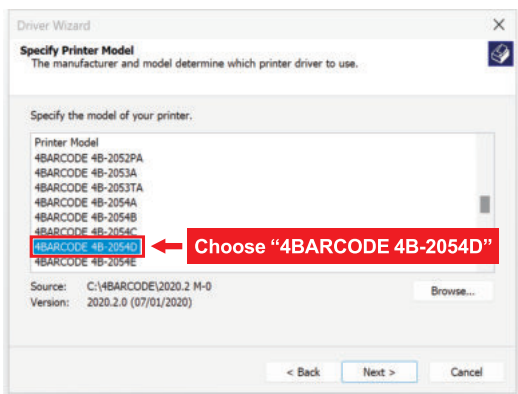 Driver Wizard
Specify Printer Model
The manufacturer and model determine which printer driver to use.
Specify the model of your printer.
Printer Model
4BARCODE 4B-2052PA
4BARCODE 4B-2053A
4BARCODE 4B-2053TA
4BARCODE 4B-2054A
4BARCODE 4B-2054B
4BARCODE 4B-2054C
4BARCODE 4B-2054D Choose “4BARCODE 4B-2054D”
4BARCODE 4B-2054E
Source: C:\4BARCODE\2020.2 M-0 Browse...
Version: 2020.2.0 (07/01/2020)
< Back Next > Cancel